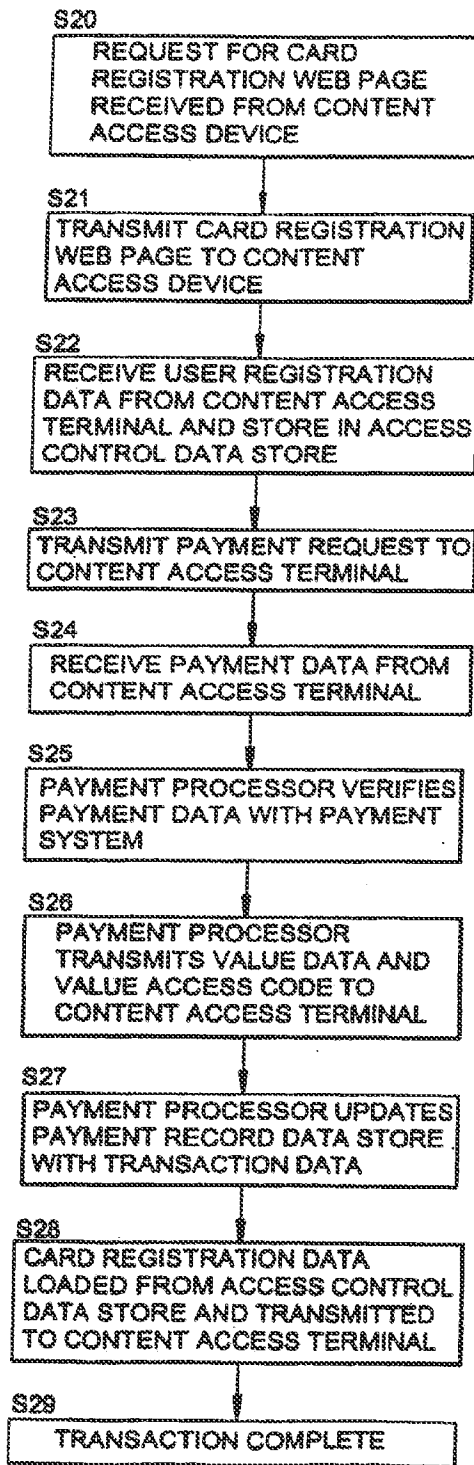 S20
REQUEST FOR CARD
REGISTRATION WEB PAGE
RECEIVED FROM CONTENT
ACCESS DEVICE
S21
TRANSMIT CARD REGISTRATION
WEB PAGE TO CONTENT
ACCESS DEVICE
S22
RECEIVE USER REGISTRATION
DATA FROM CONTENT ACCESS
TERMINAL AND STORE IN ACCESS
CONTROL DATA STORE
S23
TRANSMIT PAYMENT REQUEST TO
CONTENT ACCESS TERMINAL
S24
RECEIVE PAYMENT DATA FROM
CONTENT ACCESS TERMINAL
S25
PAYMENT PROCESSOR VERIFIES
PAYMENT DATA WITH PAYMENT
SYSTEM
S26
PAYMENT PROCESSOR
TRANSMITS VALUE DATA AND
VALUE ACCESS CODE TO
CONTENT ACCESS TERMINAL
S27
PAYMENT PROCESSOR UPDATES
PAYMENT RECORD DATA STORE
WITH TRANSACTION DATA
S28
CARD REGISTRATION DATA
LOADED FROM ACCESS CONTROL
DATA STORE AND TRANSMITTED
TO CONTENT ACCESS TERMINAL
S29
TRANSACTION COMPLETE